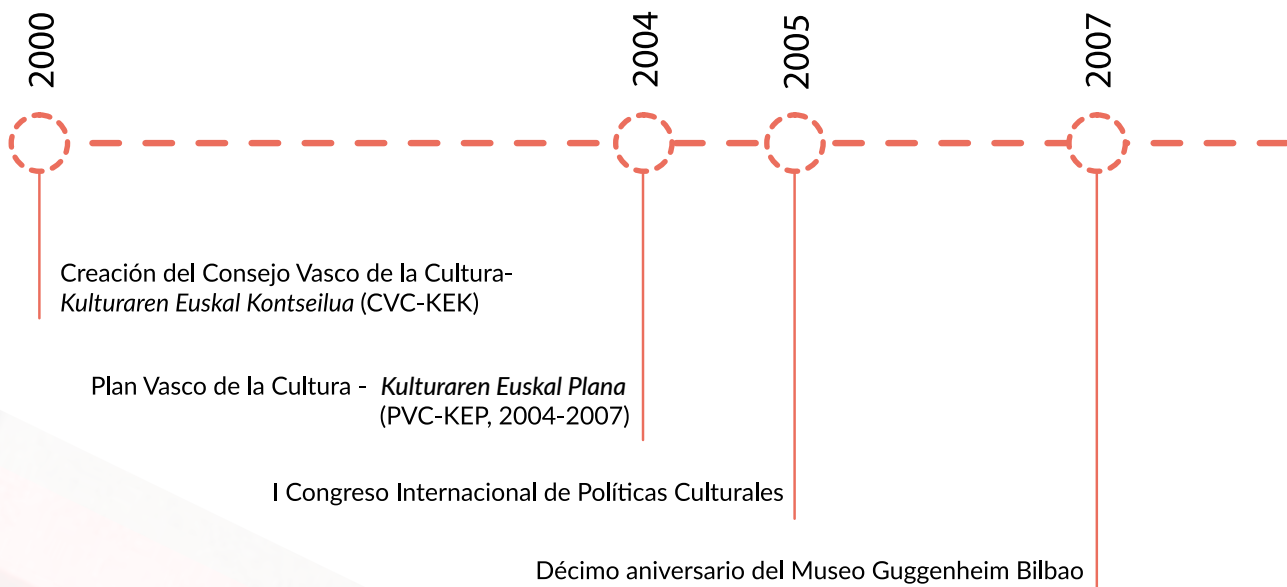 2000
2004
2005
2007
Creación del Consejo Vasco de la Cultura-
Kulturaren Euskal Kontseilua (CVC-KEK)
Plan Vasco de la Cultura - Kulturaren Euskal Plana
(PVC-KEP, 2004-2007)
I Congreso Internacional de Políticas Culturales
Décimo aniversario del Museo Guggenheim Bilbao